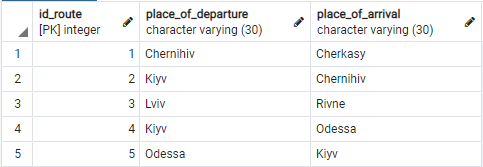 id_route place_of_departure place_of_arrival
[PK] integer character varying (30) character varying (30)
1 1 Chernihiv Cherkasy
2 2 Kiyv Chernihiv
3 3 Lviv Rivne
4 4 Kiyv Odessa
5 5 Odessa Kiyv